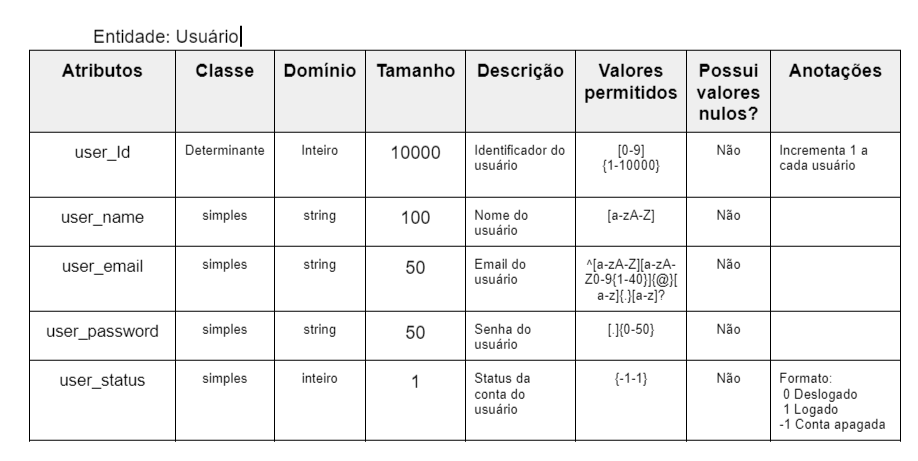 Entidade: Usuário
Atributos Classe Domínio Tamanho Descrição Valores permitidos Possui valores nulos? Anotações
user_Id Determinante Inteiro 10000 Identificador do usuário [0-9] {1-10000} Não Incrementa 1 a cada usuário
user_name simples string 100 Nome do usuário [a-zA-Z] Não
user_email simples string 50 Email do usuário ^[a-zA-Z][a-zA-Z0-9{1-40}]{@}[a-z]{.}[a-z]? Não
user_password simples string 50 Senha do usuário [.]{0-50} Não
user_status simples inteiro 1 Status da conta do usuário {-1-1} Não Formato: 0 Deslogado 1 Logado -1 Conta apagada